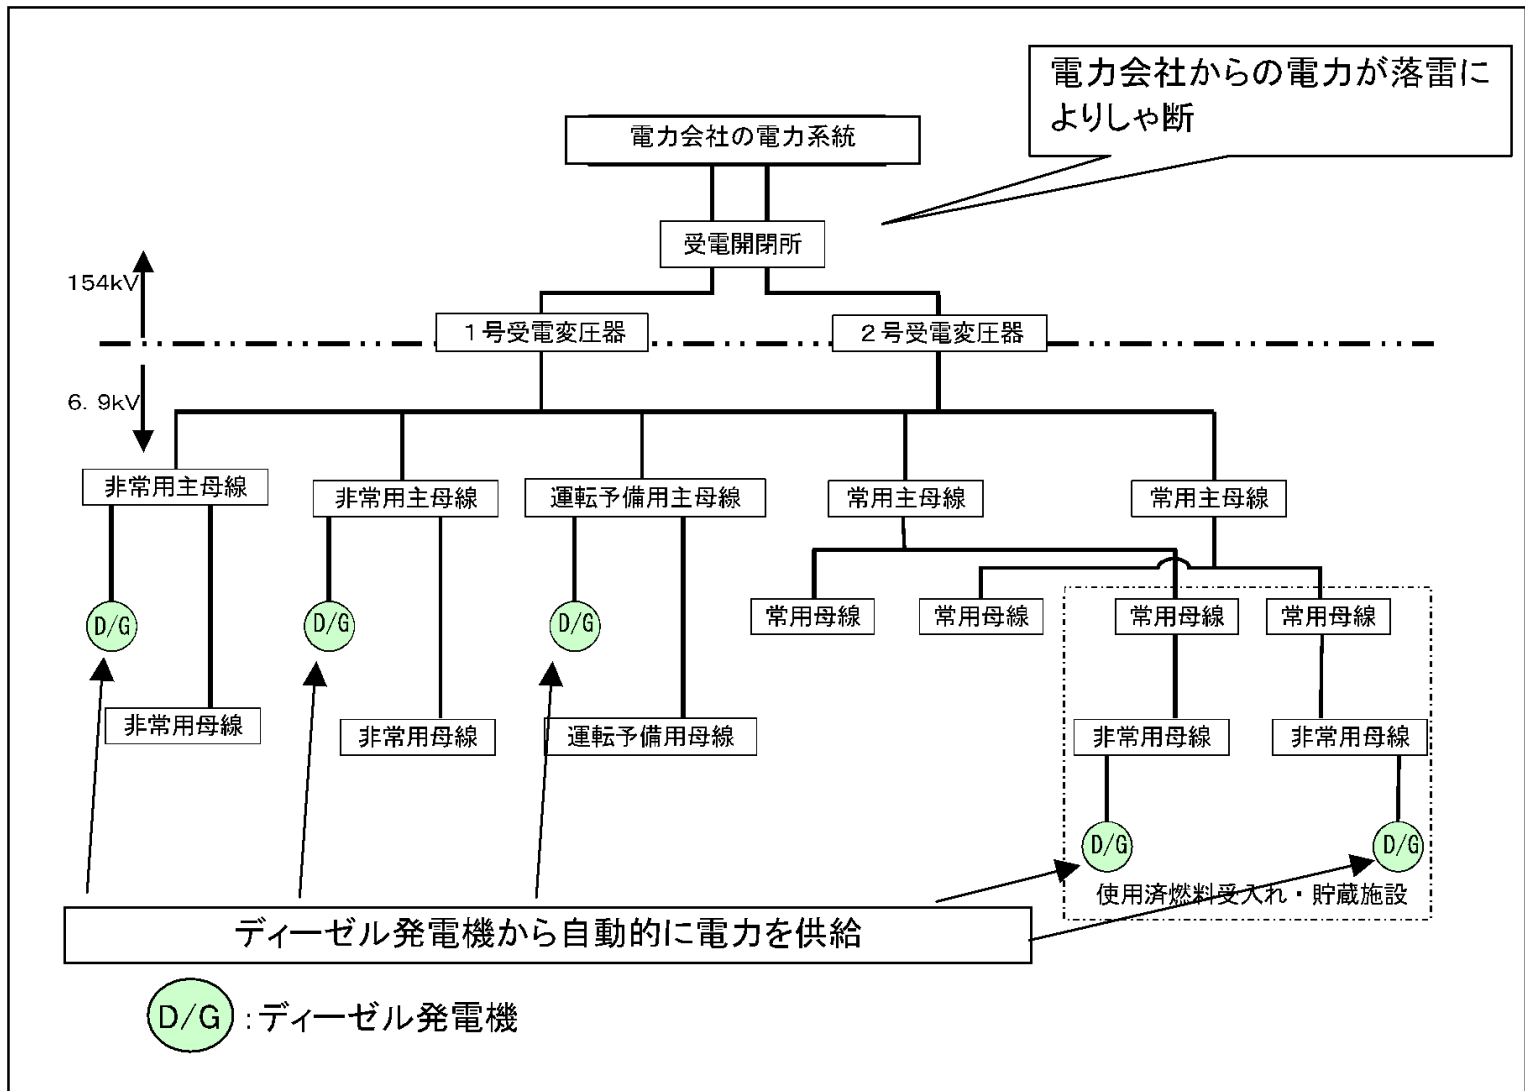 電力会社からの電力が落雷に
よりしゃ断
電力会社の電力系統
受電開閉所
154kV
1号受電変圧器
2号受電変圧器
6.9kV
非常用主母線
非常用主母線
運転予備用主母線
常用主母線
常用主母線
D/G
D/G
D/G
常用母線
常用母線
常用母線
常用母線
非常用母線
非常用母線
運転予備用母線
非常用母線
非常用母線
D/G
D/G
使用済燃料受入れ・貯蔵施設
ディーゼル発電機から自動的に電力を供給
D/G:ディーゼル発電機